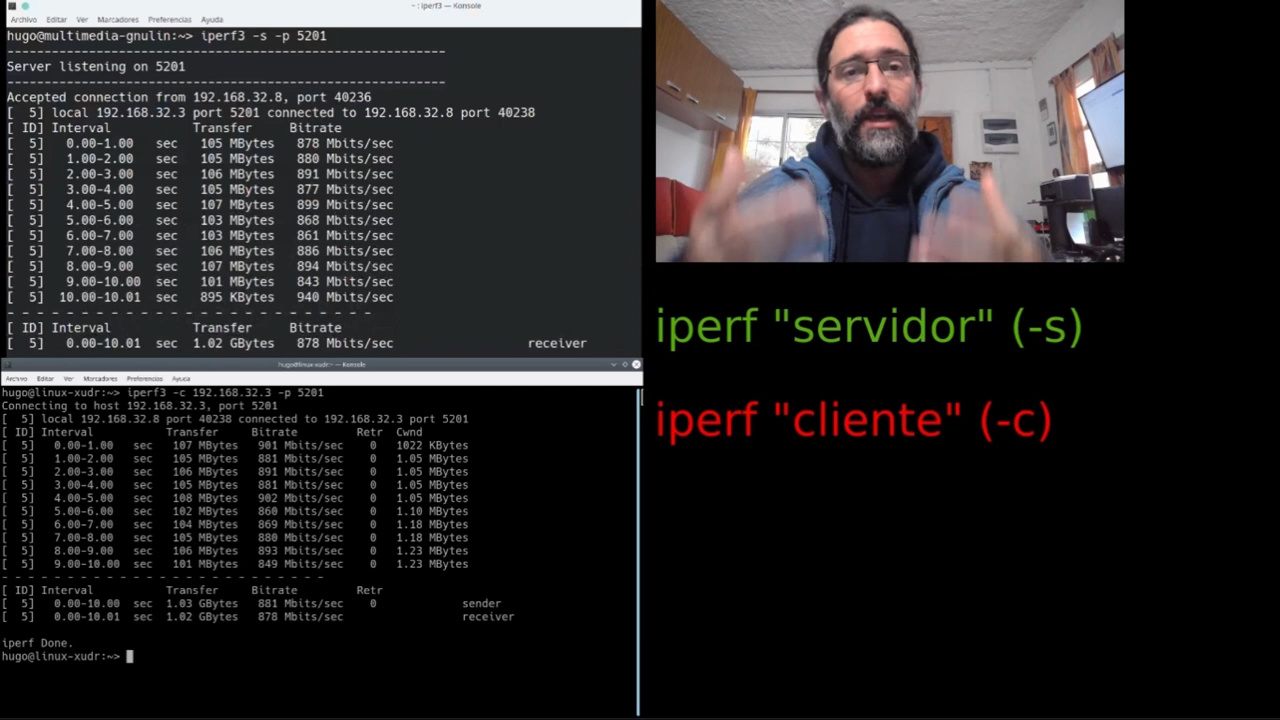 ~ : iperf3 — Konsole
Archivo Editar Ver Marcadores Preferencias Ayuda
hugo@multimedia-gnulin:~> iperf3 -s -p 5201
-----------------------------------------------------------
Server listening on 5201
-----------------------------------------------------------
Accepted connection from 192.168.32.8, port 40236
[  5] local 192.168.32.3 port 5201 connected to 192.168.32.8 port 40238
[ ID] Interval           Transfer     Bitrate
[  5]   0.00-1.00   sec   105 MBytes   878 Mbits/sec
[  5]   1.00-2.00   sec   105 MBytes   880 Mbits/sec
[  5]   2.00-3.00   sec   106 MBytes   891 Mbits/sec
[  5]   3.00-4.00   sec   105 MBytes   877 Mbits/sec
[  5]   4.00-5.00   sec   107 MBytes   899 Mbits/sec
[  5]   5.00-6.00   sec   103 MBytes   868 Mbits/sec
[  5]   6.00-7.00   sec   103 MBytes   861 Mbits/sec
[  5]   7.00-8.00   sec   106 MBytes   886 Mbits/sec
[  5]   8.00-9.00   sec   107 MBytes   894 Mbits/sec
[  5]   9.00-10.00  sec   101 MBytes   843 Mbits/sec
[  5]  10.00-10.01  sec   895 KBytes   940 Mbits/sec
- - - - - - - - - - - - - - - - - - - - - - - - -
[ ID] Interval           Transfer     Bitrate
[  5]   0.00-10.01  sec  1.02 GBytes   878 Mbits/sec                  receiver
hugo@linux-xudr:~ — Konsole
Archivo Editar Ver Marcadores Preferencias Ayuda
hugo@linux-xudr:~> iperf3 -c 192.168.32.3 -p 5201
Connecting to host 192.168.32.3, port 5201
[  5] local 192.168.32.8 port 40238 connected to 192.168.32.3 port 5201
[ ID] Interval           Transfer     Bitrate         Retr  Cwnd
[  5]   0.00-1.00   sec   107 MBytes   901 Mbits/sec    0   1022 KBytes
[  5]   1.00-2.00   sec   105 MBytes   881 Mbits/sec    0   1.05 MBytes
[  5]   2.00-3.00   sec   106 MBytes   891 Mbits/sec    0   1.05 MBytes
[  5]   3.00-4.00   sec   105 MBytes   881 Mbits/sec    0   1.05 MBytes
[  5]   4.00-5.00   sec   108 MBytes   902 Mbits/sec    0   1.05 MBytes
[  5]   5.00-6.00   sec   102 MBytes   860 Mbits/sec    0   1.10 MBytes
[  5]   6.00-7.00   sec   104 MBytes   869 Mbits/sec    0   1.18 MBytes
[  5]   7.00-8.00   sec   105 MBytes   880 Mbits/sec    0   1.18 MBytes
[  5]   8.00-9.00   sec   106 MBytes   893 Mbits/sec    0   1.23 MBytes
[  5]   9.00-10.00  sec   101 MBytes   849 Mbits/sec    0   1.23 MBytes
- - - - - - - - - - - - - - - - - - - - - - - - -
[ ID] Interval           Transfer     Bitrate         Retr
[  5]   0.00-10.00  sec  1.03 GBytes   881 Mbits/sec    0             sender
[  5]   0.00-10.01  sec  1.02 GBytes   878 Mbits/sec                  receiver
iperf Done.
hugo@linux-xudr:~>
iperf "servidor" (-s)
iperf "cliente" (-c)